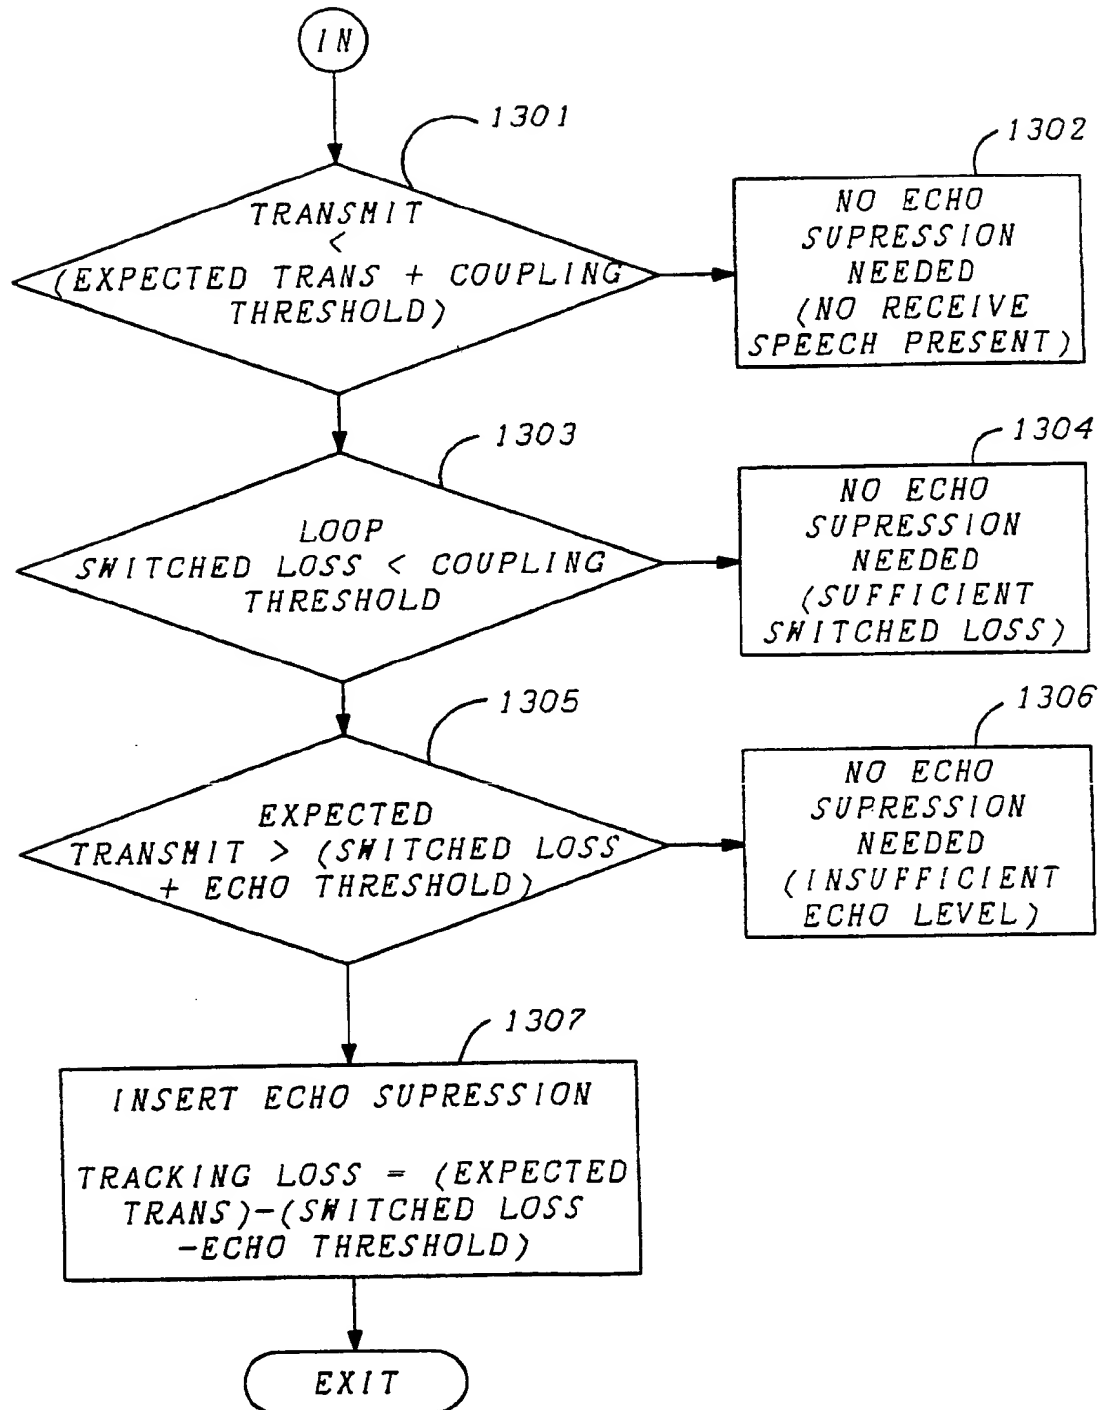 IN
1301
TRANSMIT
<
(EXPECTED TRANS + COUPLING
THRESHOLD)
1302
NO ECHO
SUPRESSION
NEEDED
(NO RECEIVE
SPEECH PRESENT)
1303
LOOP
SWITCHED LOSS < COUPLING
THRESHOLD
1304
NO ECHO
SUPRESSION
NEEDED
(SUFFICIENT
SWITCHED LOSS)
1305
EXPECTED
TRANSMIT > (SWITCHED LOSS
+ ECHO THRESHOLD)
1306
NO ECHO
SUPRESSION
NEEDED
(INSUFFICIENT
ECHO LEVEL)
1307
INSERT ECHO SUPRESSION
TRACKING LOSS = (EXPECTED
TRANS)-(SWITCHED LOSS
-ECHO THRESHOLD)
EXIT